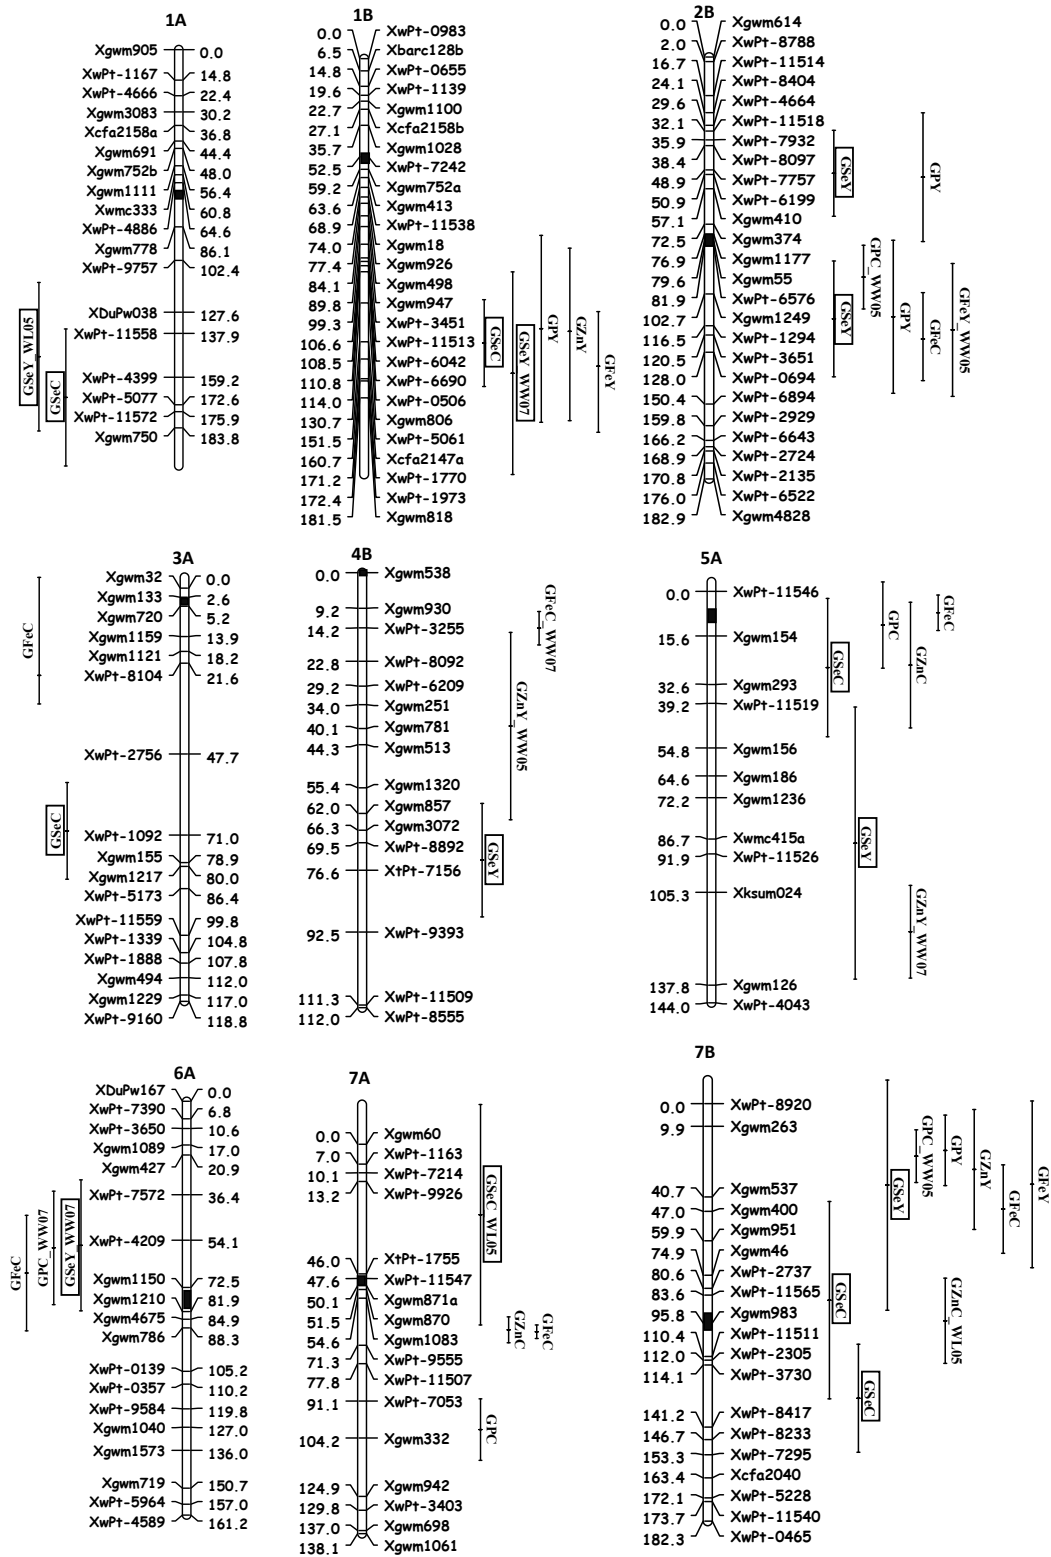 1A
Xgwm905 0.0
XwPt-1167 14.8
XwPt-4666 22.4
Xgwm3083 30.2
Xcfa2158a 36.8
Xgwm691 44.4
Xgwm752b 48.0
Xgwm1111 56.4
Xwmc333 60.8
XwPt-4886 64.6
Xgwm778 86.1
XwPt-9757 102.4
XDuPw038 127.6
XwPt-11558 137.9
XwPt-4399 159.2
XwPt-5077 172.6
XwPt-11572 175.9
Xgwm750 183.8
GSeY_WL05
GSeC
1B
0.0 XwPt-0983
6.5 Xbarc128b
14.8 XwPt-0655
19.6 XwPt-1139
22.7 Xgwm1100
27.1 Xcfa2158b
35.7 Xgwm1028
52.5 XwPt-7242
59.2 Xgwm752a
63.6 Xgwm413
68.9 XwPt-11538
74.0 Xgwm18
77.4 Xgwm926
84.1 Xgwm498
89.8 Xgwm947
99.3 XwPt-3451
106.6 XwPt-11513
108.5 XwPt-6042
110.8 XwPt-6690
114.0 XwPt-0506
130.7 Xgwm806
151.5 XwPt-5061
160.7 Xcfa2147a
171.2 XwPt-1770
172.4 XwPt-1973
181.5 Xgwm818
GSeC
GSeY_WW07
GPY
GZnY
GFeY
2B
0.0 Xgwm614
2.0 XwPt-8788
16.7 XwPt-11514
24.1 XwPt-8404
29.6 XwPt-4664
32.1 XwPt-11518
35.9 XwPt-7932
38.4 XwPt-8097
48.9 XwPt-7757
50.9 XwPt-6199
57.1 Xgwm410
72.5 Xgwm374
76.9 Xgwm1177
79.6 Xgwm55
81.9 XwPt-6576
102.7 Xgwm1249
116.5 XwPt-1294
120.5 XwPt-3651
128.0 XwPt-0694
150.4 XwPt-6894
159.8 XwPt-2929
166.2 XwPt-6643
168.9 XwPt-2724
170.8 XwPt-2135
176.0 XwPt-6522
182.9 Xgwm4828
GSeY
GPY
GSeY
GPC_WW05
GPY
GFeC
GFeY_WW05
3A
Xgwm32 0.0
Xgwm133 2.6
Xgwm720 5.2
Xgwm1159 13.9
Xgwm1121 18.2
XwPt-8104 21.6
XwPt-2756 47.7
XwPt-1092 71.0
Xgwm155 78.9
Xgwm1217 80.0
XwPt-5173 86.4
XwPt-11559 99.8
XwPt-1339 104.8
XwPt-1888 107.8
Xgwm494 112.0
Xgwm1229 117.0
XwPt-9160 118.8
GFeC
GSeC
4B
0.0 Xgwm538
9.2 Xgwm930
14.2 XwPt-3255
22.8 XwPt-8092
29.2 XwPt-6209
34.0 Xgwm251
40.1 Xgwm781
44.3 Xgwm513
55.4 Xgwm1320
62.0 Xgwm857
66.3 Xgwm3072
69.5 XwPt-8892
76.6 XtPt-7156
92.5 XwPt-9393
111.3 XwPt-11509
112.0 XwPt-8555
GSeY
GZnY_WW05
GFeC_WW07
5A
0.0 XwPt-11546
15.6 Xgwm154
32.6 Xgwm293
39.2 XwPt-11519
54.8 Xgwm156
64.6 Xgwm186
72.2 Xgwm1236
86.7 Xwmc415a
91.9 XwPt-11526
105.3 Xksum024
137.8 Xgwm126
144.0 XwPt-4043
GSeC
GSeY
GPC
GZnC
GFeC
GZnY_WW07
6A
XDuPw167 0.0
XwPt-7390 6.8
XwPt-3650 10.6
Xgwm1089 17.0
Xgwm427 20.9
XwPt-7572 36.4
XwPt-4209 54.1
Xgwm1150 72.5
Xgwm1210 81.9
Xgwm4675 84.9
Xgwm786 88.3
XwPt-0139 105.2
XwPt-0357 110.2
XwPt-9584 119.8
Xgwm1040 127.0
Xgwm1573 136.0
Xgwm719 150.7
XwPt-5964 157.0
XwPt-4589 161.2
GFeC
GPC_WW07
GSeY_WW07
7A
0.0 Xgwm60
7.0 XwPt-1163
10.1 XwPt-7214
13.2 XwPt-9926
46.0 XtPt-1755
47.6 XwPt-11547
50.1 Xgwm871a
51.5 Xgwm870
54.6 Xgwm1083
71.3 XwPt-9555
77.8 XwPt-11507
91.1 XwPt-7053
104.2 Xgwm332
124.9 Xgwm942
129.8 XwPt-3403
137.0 Xgwm698
138.1 Xgwm1061
GSeC_WL05
GZnC
GFeC
GPC
7B
0.0 XwPt-8920
9.9 Xgwm263
40.7 Xgwm537
47.0 Xgwm400
59.9 Xgwm951
74.9 Xgwm46
80.6 XwPt-2737
83.6 XwPt-11565
95.8 Xgwm983
110.4 XwPt-11511
112.0 XwPt-2305
114.1 XwPt-3730
141.2 XwPt-8417
146.7 XwPt-8233
153.3 XwPt-7295
163.4 Xcfa2040
172.1 XwPt-5228
173.7 XwPt-11540
182.3 XwPt-0465
GSeC
GSeC
GSeY
GPC_WW05
GPY
GZnY
GFeC
GFeY
GZnC_WL05